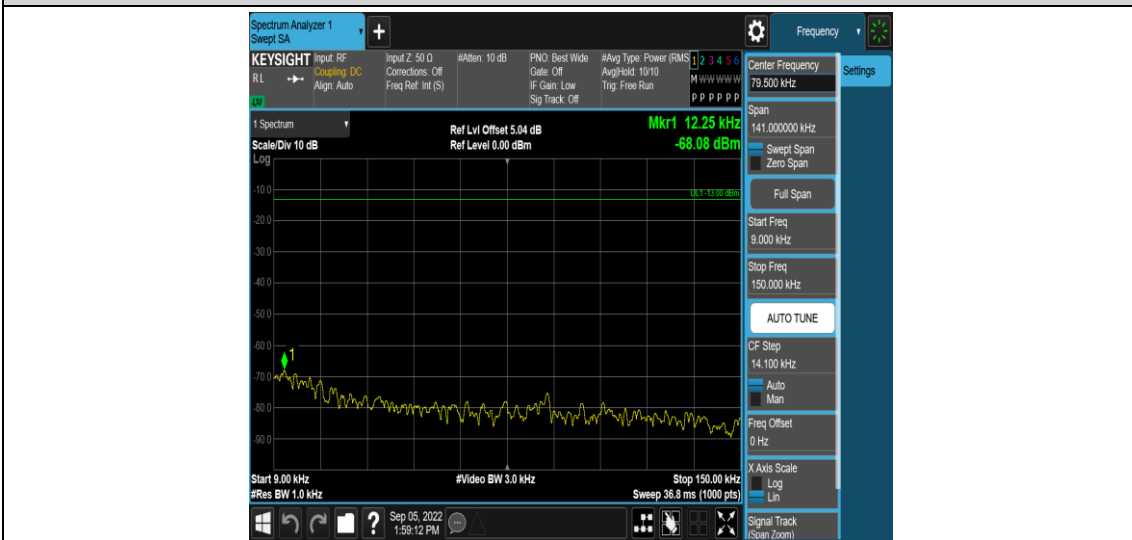 Spectrum Analyzer 1
Swept SA
+
Frequency
KEYSIGHT
RL
LXI
Input: RF
Coupling: DC
Align: Auto
Input Z: 50 Ω
Corrections: Off
Freq Ref: Int (S)
#Atten: 10 dB
PNO: Best Wide
Gate: Off
IF Gain: Low
Sig Track: Off
#Avg Type: Power (RMS
Avg|Hold: 10/10
Trig: Free Run
1 2 3 4 5 6
M W W W W W
P P P P P P
1 Spectrum
Scale/Div 10 dB
Ref Lvl Offset 5.04 dB
Ref Level 0.00 dBm
Mkr1 12.25 kHz
-68.08 dBm
Log
DL1 -13.00 dBm
-10.0
-20.0
-30.0
-40.0
-50.0
-60.0
1
-70.0
-80.0
-90.0
Start 9.00 kHz
#Video BW 3.0 kHz
Stop 150.00 kHz
#Res BW 1.0 kHz
Sweep 36.8 ms (1000 pts)
?
Sep 05, 2022
1:59:12 PM
Center Frequency
79.500 kHz
Settings
Span
141.000000 kHz
Swept Span
Zero Span
Full Span
Start Freq
9.000 kHz
Stop Freq
150.000 kHz
AUTO TUNE
CF Step
14.100 kHz
Auto
Man
Freq Offset
0 Hz
X Axis Scale
Log
Lin
Signal Track
(Span Zoom)